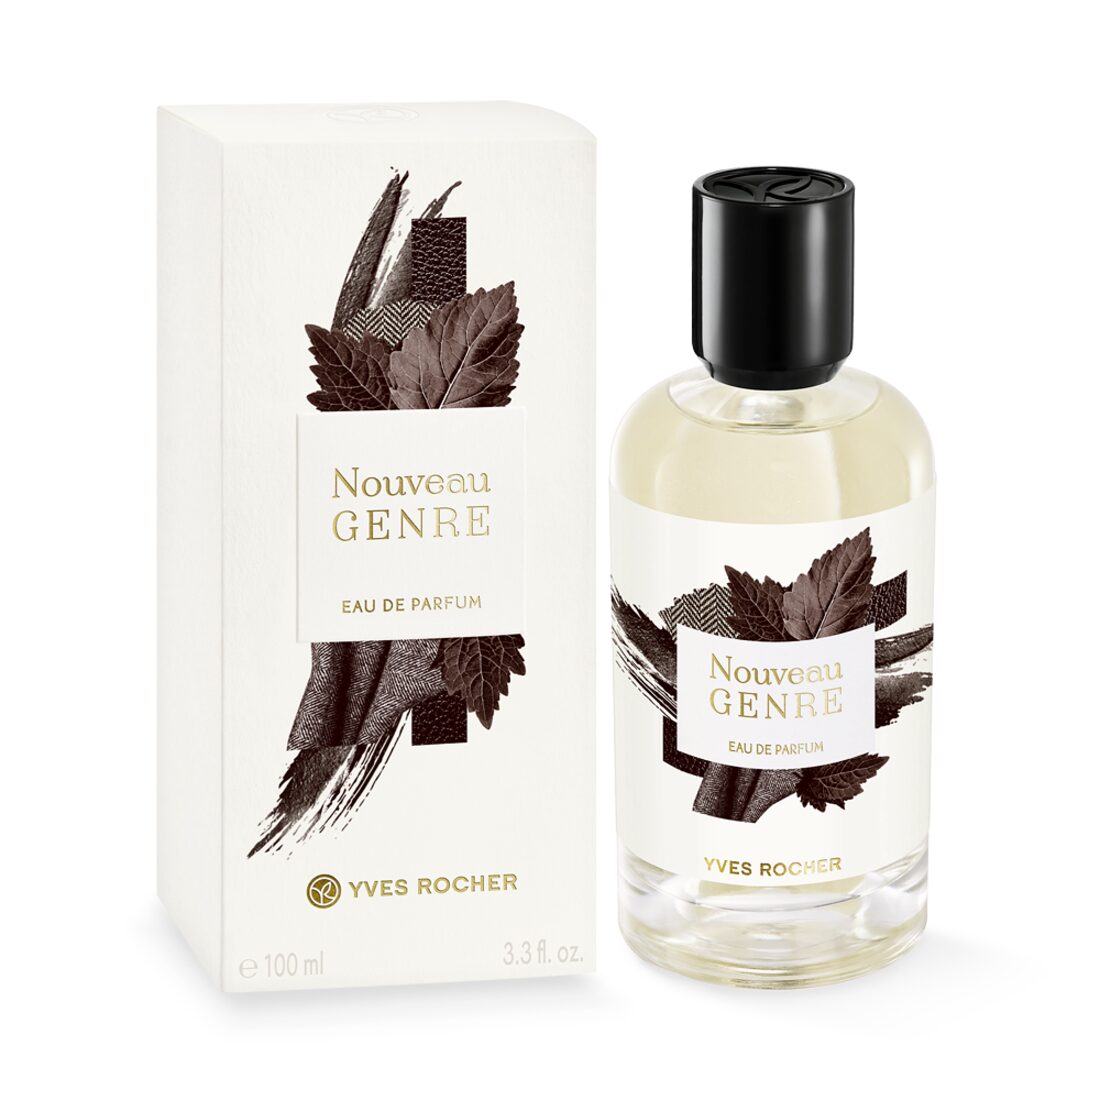 Nouveau
GENRE
EAU DE PARFUM
YVES ROCHER
℮ 100 ml
3.3 fl. oz.
Nouveau
GENRE
EAU DE PARFUM
YVES ROCHER